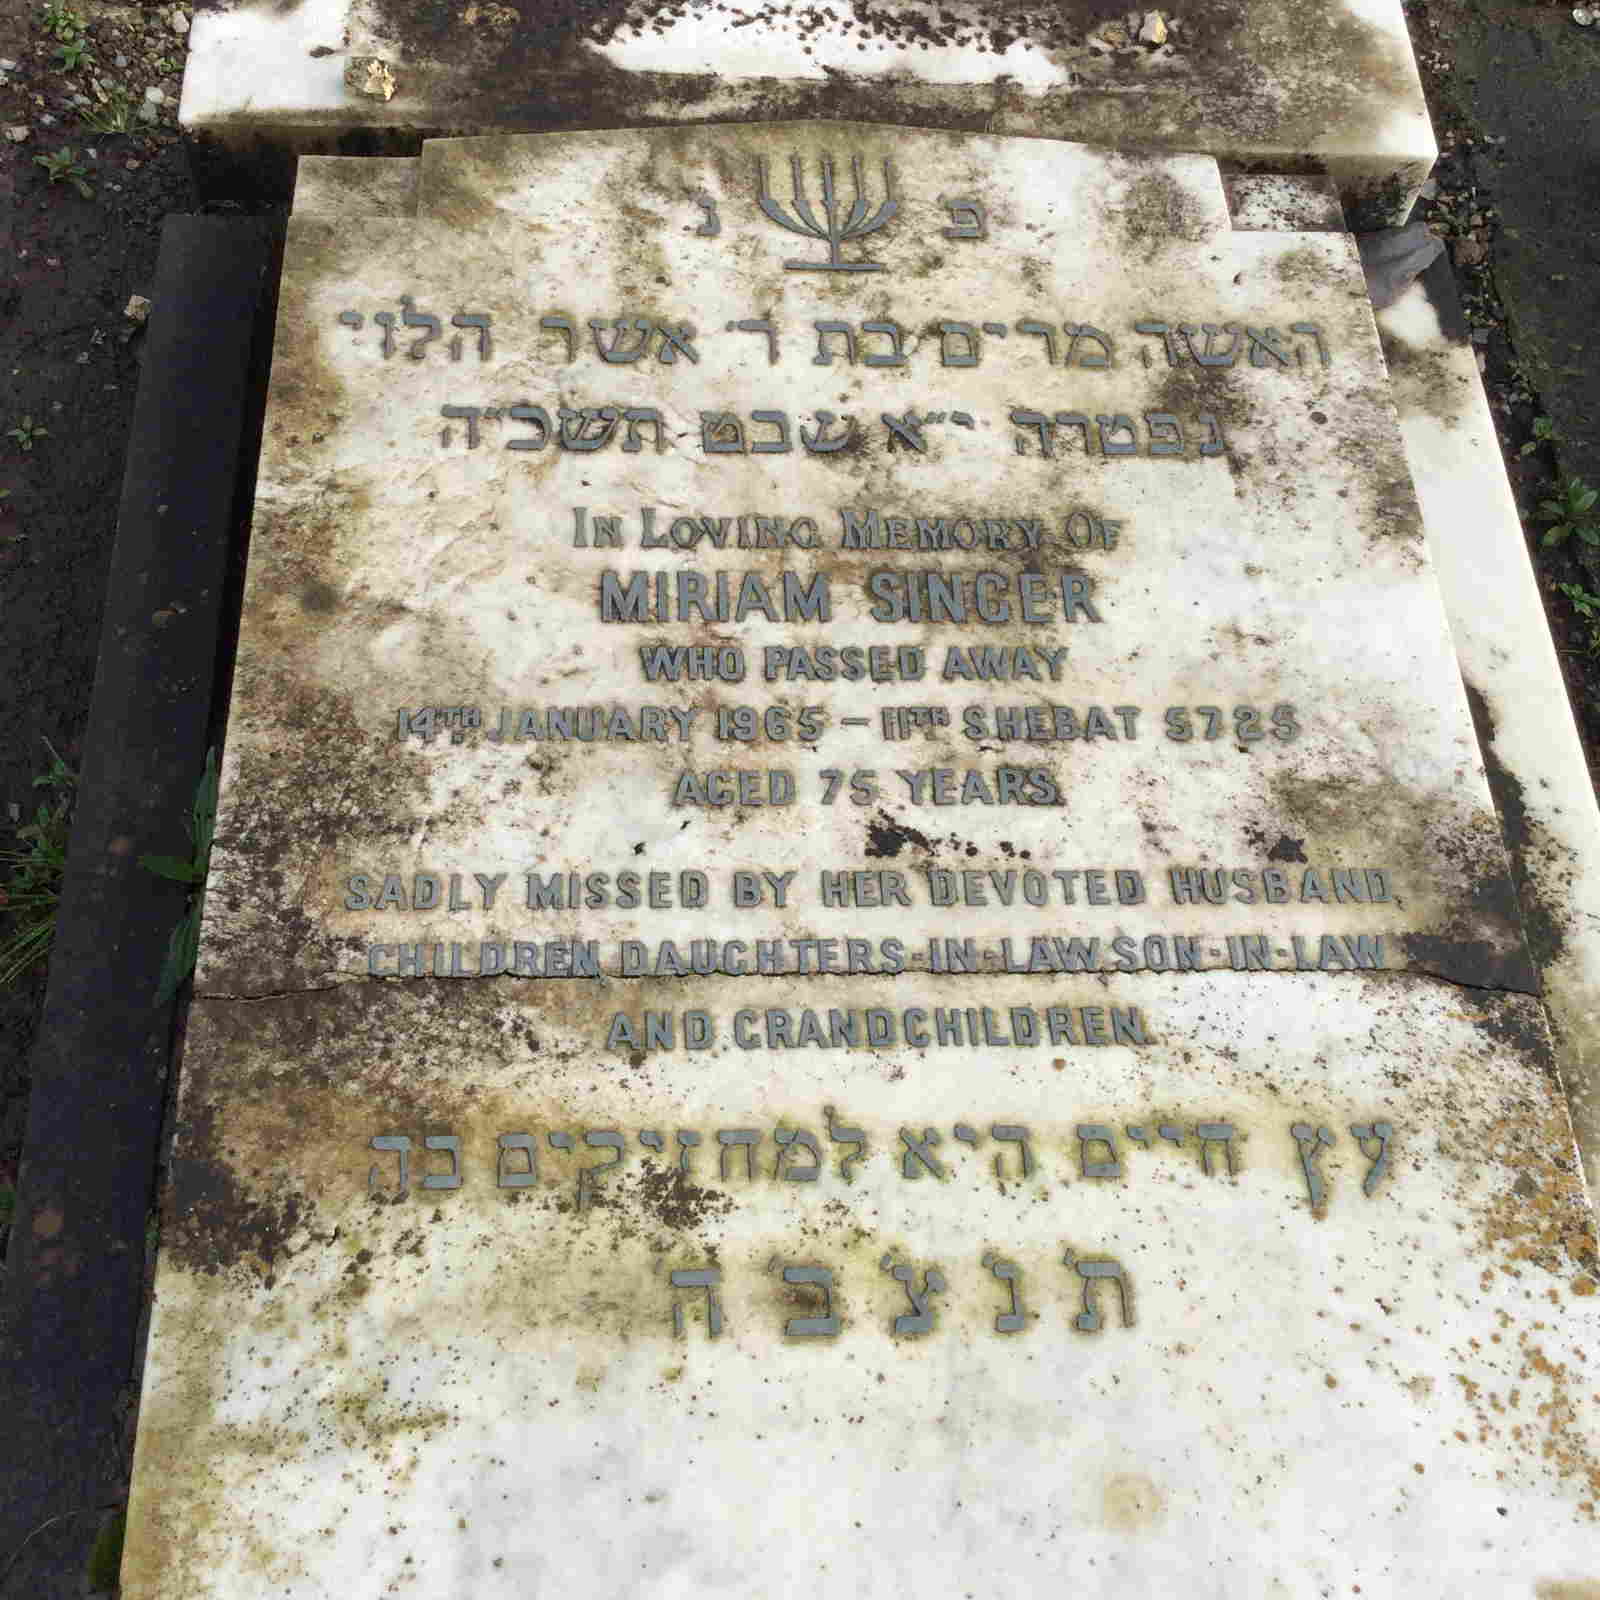 פ נ
האשה מרים בת ר' אשר הלוי
נפטרה י״א שבט תשכ״ה
IN LOVING MEMORY OF
MIRIAM SINGER
WHO PASSED AWAY
14TH JANUARY 1965 – 11TH SHEBAT 5725
AGED 75 YEARS.
SADLY MISSED BY HER DEVOTED HUSBAND,
CHILDREN, DAUGHTERS-IN-LAW, SON-IN-LAW
AND GRANDCHILDREN.
עץ חיים היא למחזיקים בה
ת' נ' צ' ב' ה